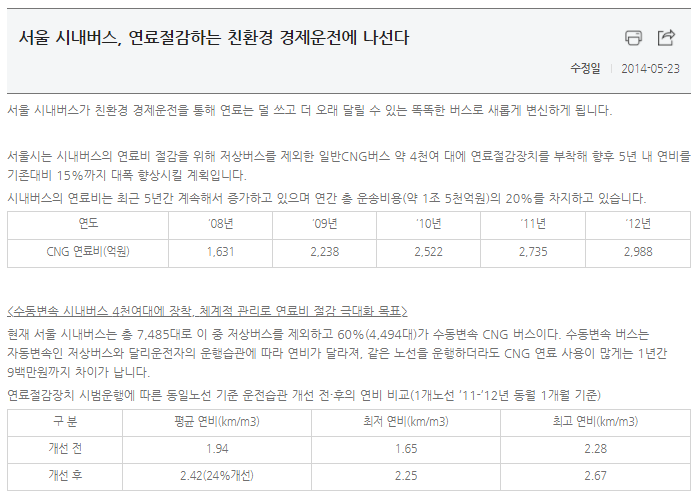 서울 시내버스, 연료절감하는 친환경 경제운전에 나선다
수정일 2014-05-23
서울 시내버스가 친환경 경제운전을 통해 연료는 덜 쓰고 더 오래 달릴 수 있는 똑똑한 버스로 새롭게 변신하게 됩니다.
서울시는 시내버스의 연료비 절감을 위해 저상버스를 제외한 일반CNG버스 약 4천여 대에 연료절감장치를 부착해 향후 5년 내 연비를
기존대비 15%까지 대폭 향상시킬 계획입니다.
시내버스의 연료비는 최근 5년간 계속해서 증가하고 있으며 연간 총 운송비용(약 1조 5천억원)의 20%를 차지하고 있습니다.
연도 ´08년 ´09년 ´10년 ´11년 ´12년
CNG 연료비(억원) 1,631 2,238 2,522 2,735 2,988
<수동변속 시내버스 4천여대에 장착, 체계적 관리로 연료비 절감 극대화 목표>
현재 서울 시내버스는 총 7,485대로 이 중 저상버스를 제외하고 60%(4,494대)가 수동변속 CNG 버스이다. 수동변속 버스는
자동변속인 저상버스와 달리운전자의 운행습관에 따라 연비가 달라져, 같은 노선을 운행하더라도 CNG 연료 사용이 많게는 1년간
9백만원까지 차이가 납니다.
연료절감장치 시범운행에 따른 동일노선 기준 운전습관 개선 전·후의 연비 비교(1개노선 ´11-´12년 동월 1개월 기준)
구 분 평균 연비(km/m3) 최저 연비(km/m3) 최고 연비(km/m3)
개선 전 1.94 1.65 2.28
개선 후 2.42(24%개선) 2.25 2.67